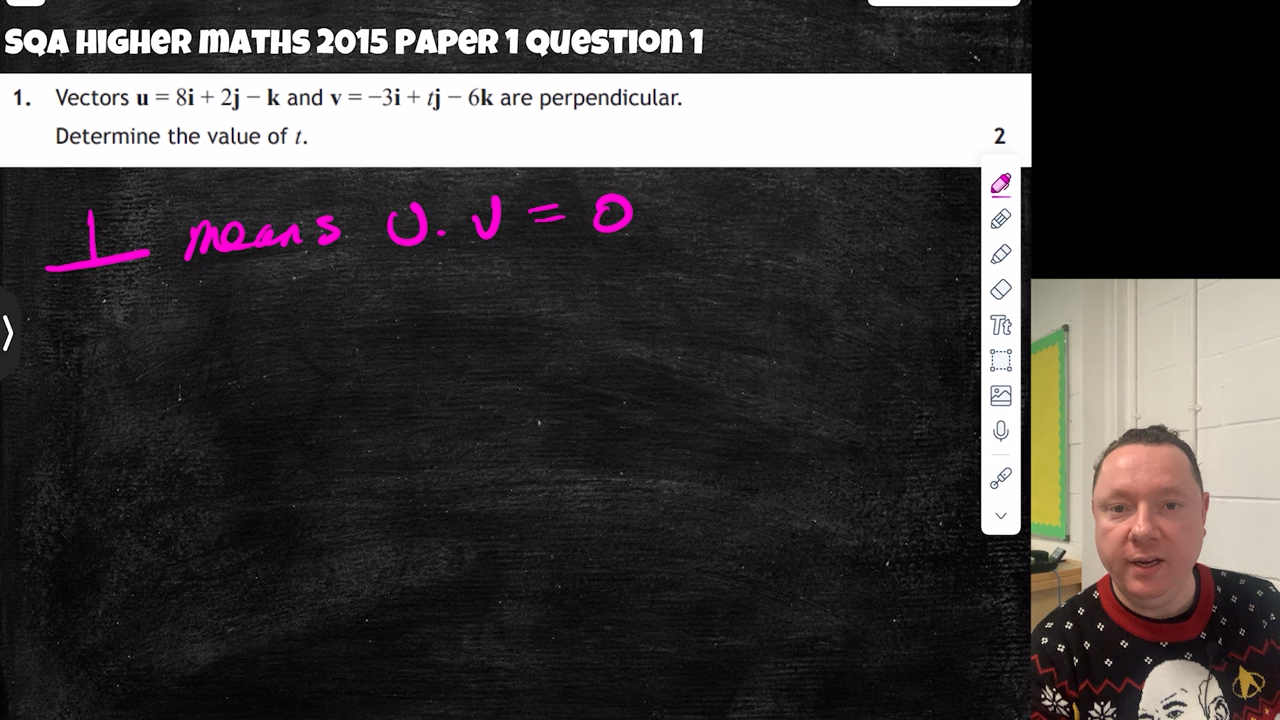 SQA Higher maths 2015 Paper 1 Question 1
1. Vectors u = 8i + 2j − k and v = −3i + tj − 6k are perpendicular.
Determine the value of t.
2
⊥ means u . v = 0
Tt